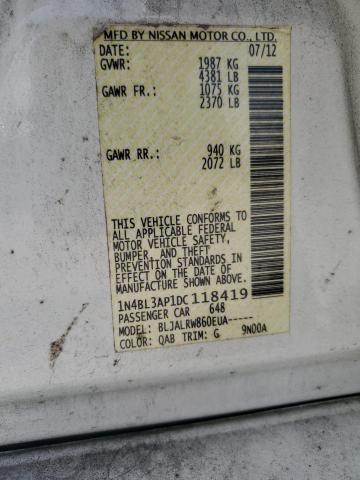 MFD BY NISSAN MOTOR CO., LTD.
DATE: 07/12
GVWR: 1987 KG
4381 LB
GAWR FR.: 1075 KG
2370 LB
GAWR RR.: 940 KG
2072 LB
THIS VEHICLE CONFORMS TO
ALL APPLICABLE FEDERAL
MOTOR VEHICLE SAFETY,
BUMPER, AND THEFT
PREVENTION STANDARDS IN
EFFECT ON THE DATE OF
MANUFACTURE SHOWN ABOVE.
1N4BL3AP1DC118419
PASSENGER CAR 648
MODEL: BLJALRW860EUA-----
COLOR: QAB TRIM: G 9N00A